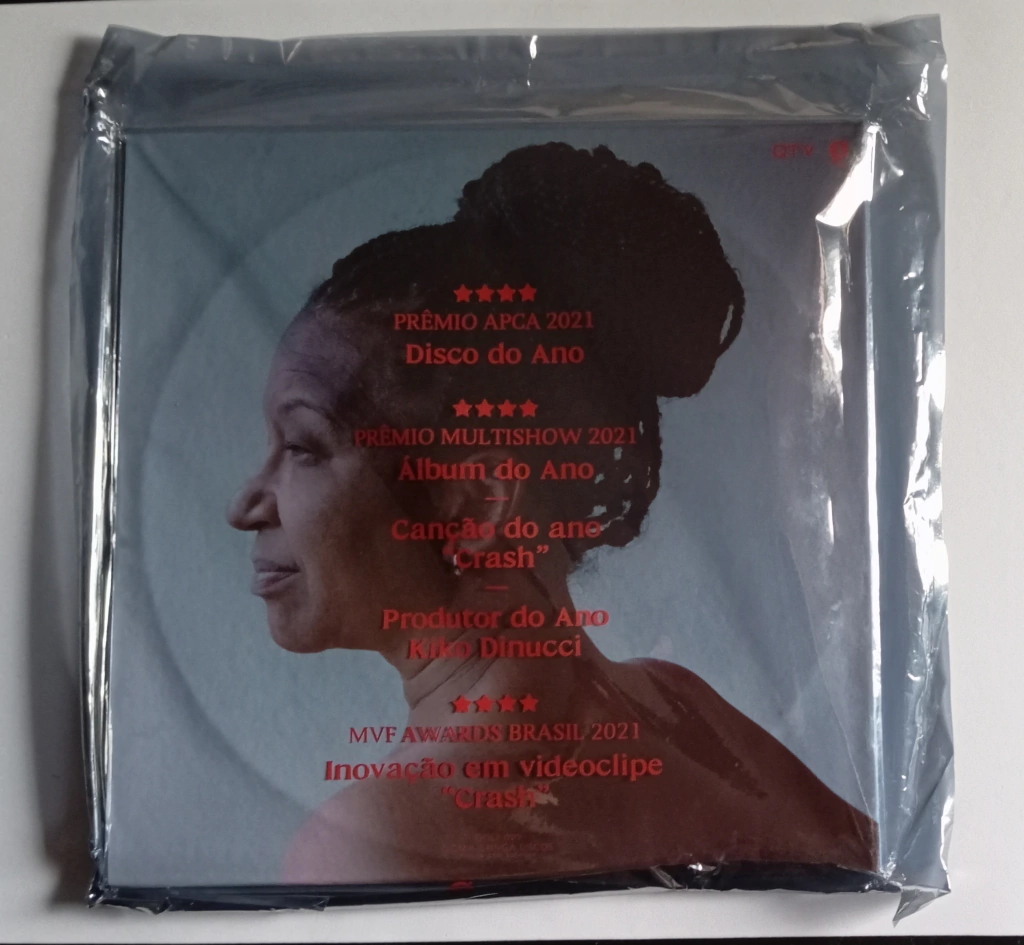 QTV
PRÊMIO APCA 2021
Disco do Ano
PRÊMIO MULTISHOW 2021
Álbum do Ano
—
Canção do ano
"Crash”
—
Produtor do Ano
Kiko Dinucci
MVF AWARDS BRASIL 2021
Inovação em videoclipe
“Crash”